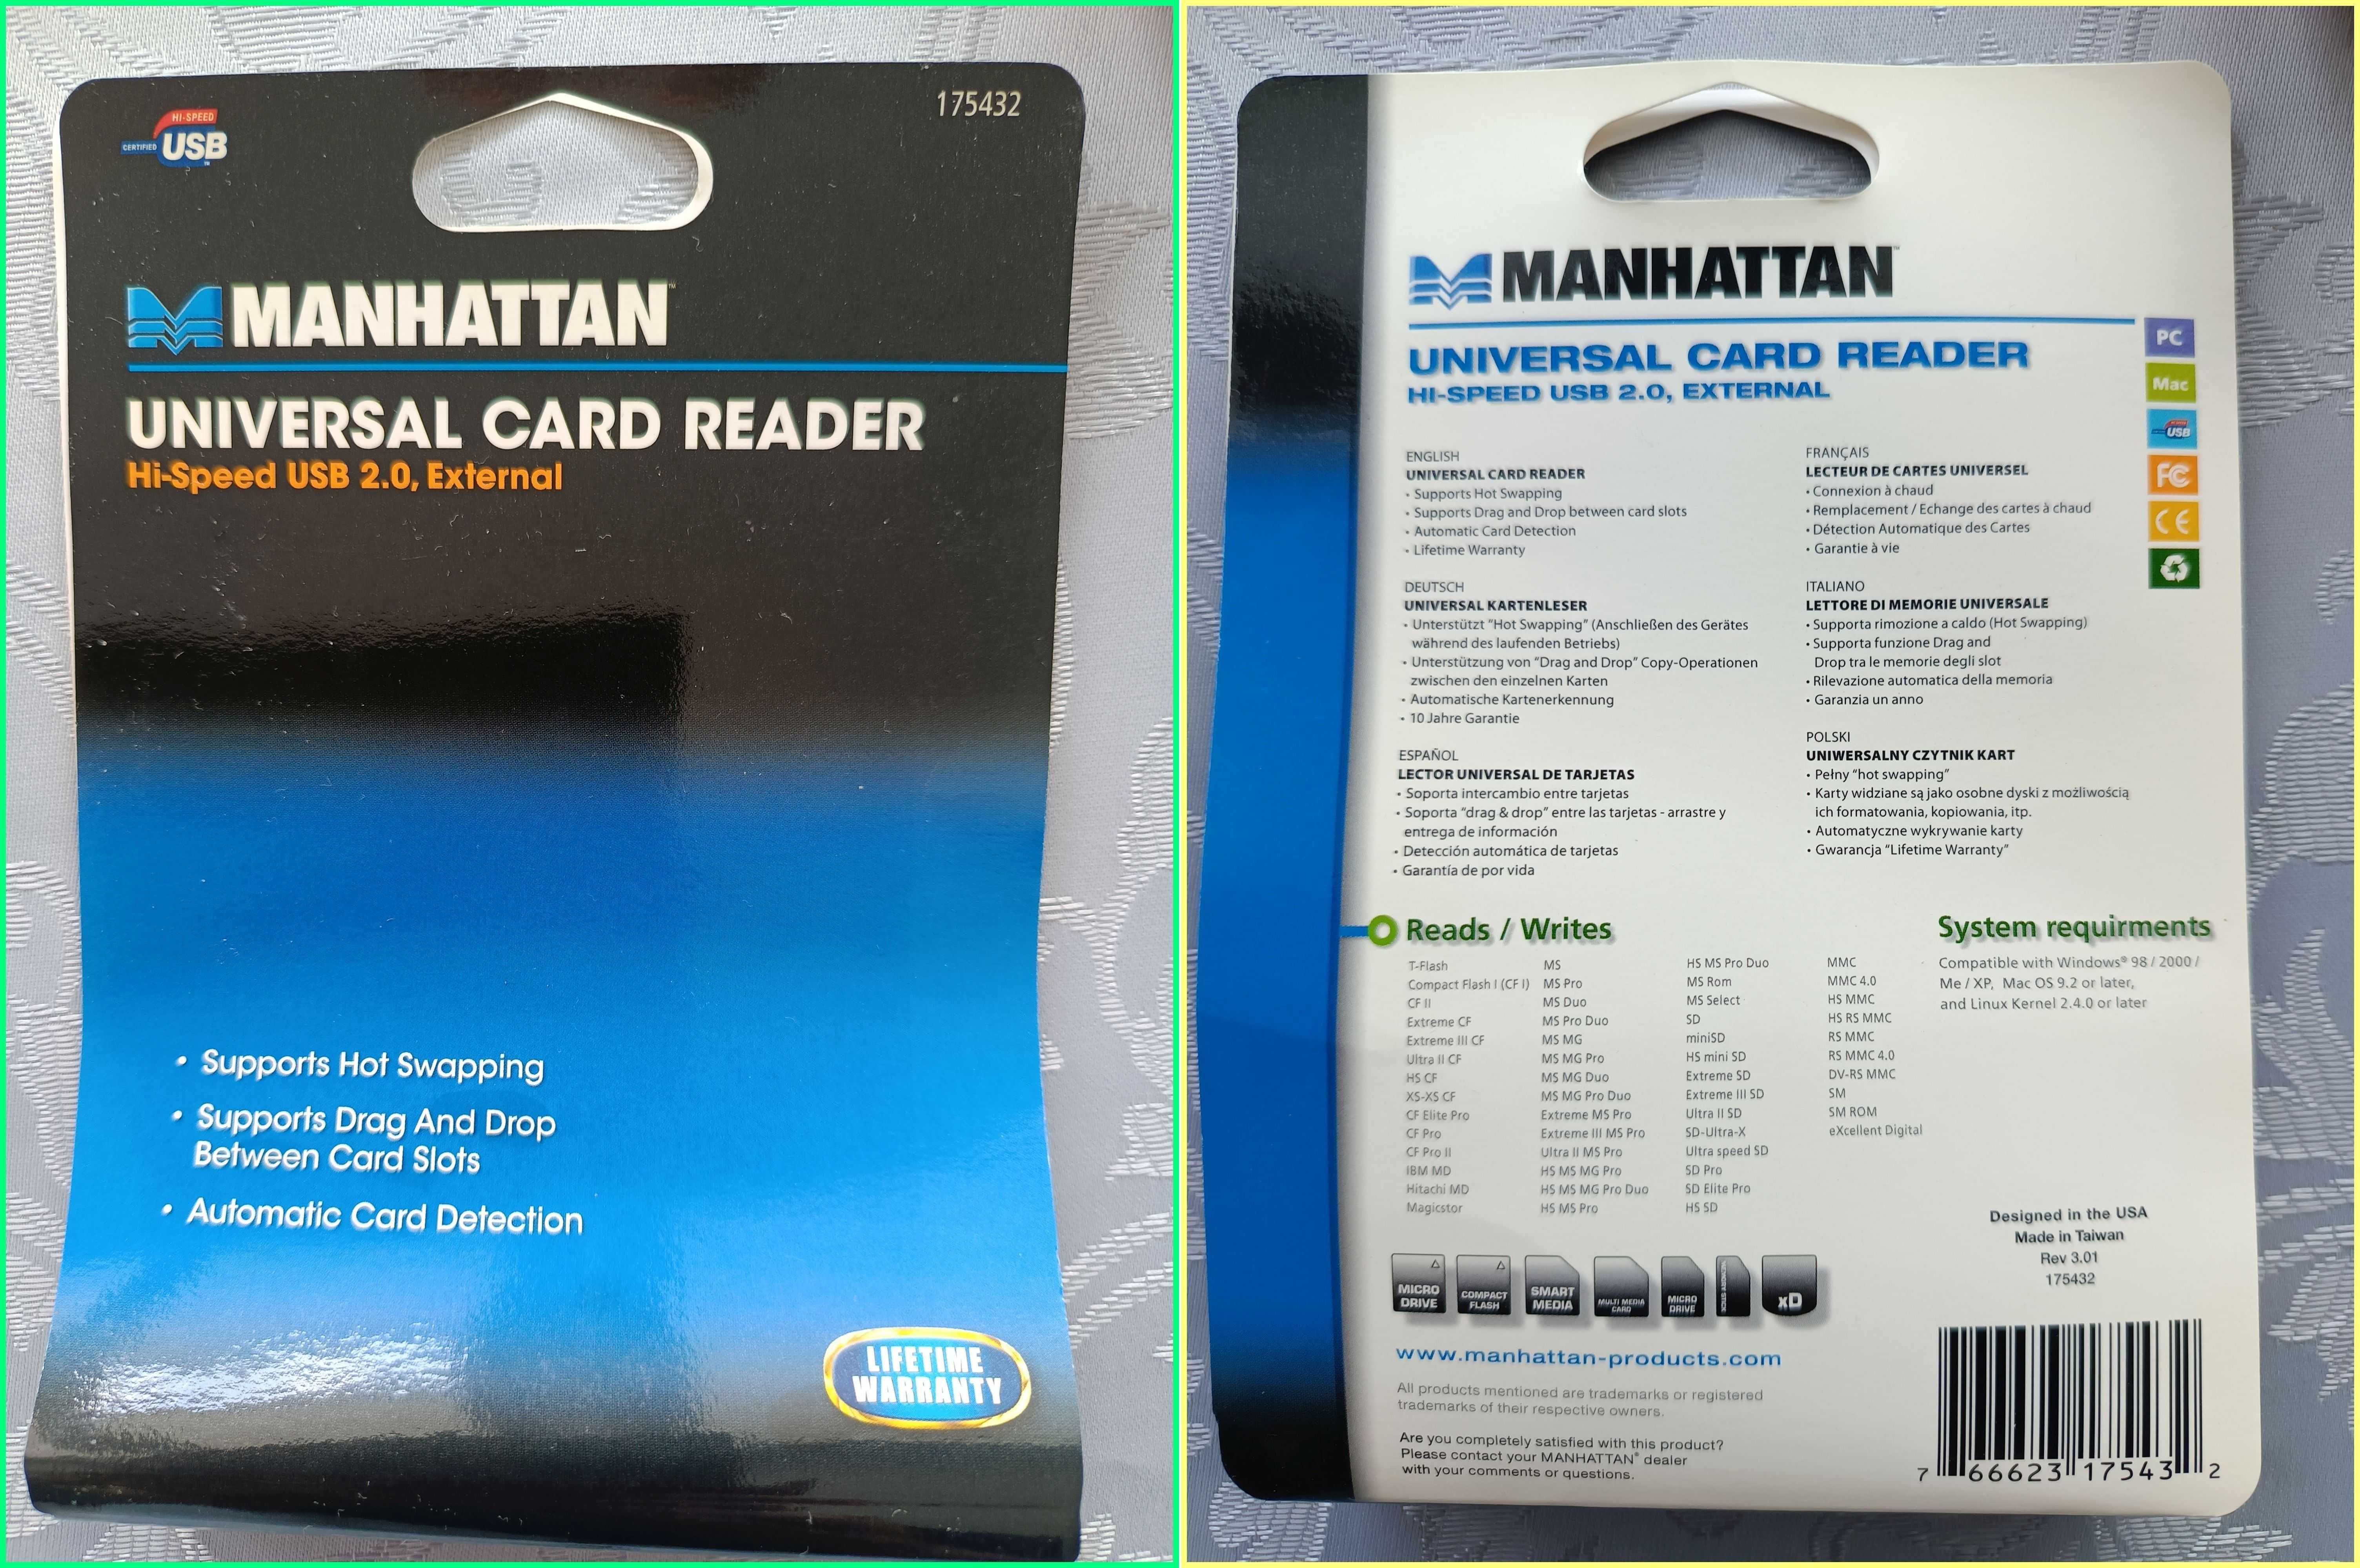 HI-SPEED
CERTIFIED USB
175432
MANHATTAN™
UNIVERSAL CARD READER
Hi-Speed USB 2.0, External
• Supports Hot Swapping
• Supports Drag And Drop
Between Card Slots
• Automatic Card Detection
LIFETIME
WARRANTY
MANHATTAN™
UNIVERSAL CARD READER
HI-SPEED USB 2.0, EXTERNAL
PC
Mac
USB
FC
CE
ENGLISH
UNIVERSAL CARD READER
• Supports Hot Swapping
• Supports Drag and Drop between card slots
• Automatic Card Detection
• Lifetime Warranty
FRANÇAIS
LECTEUR DE CARTES UNIVERSEL
• Connexion à chaud
• Remplacement / Echange des cartes à chaud
• Détection Automatique des Cartes
• Garantie à vie
DEUTSCH
UNIVERSAL KARTENLESER
• Unterstützt "Hot Swapping" (Anschließen des Gerätes
während des laufenden Betriebs)
• Unterstützung von "Drag and Drop" Copy-Operationen
zwischen den einzelnen Karten
• Automatische Kartenerkennung
• 10 Jahre Garantie
ITALIANO
LETTORE DI MEMORIE UNIVERSALE
• Supporta rimozione a caldo (Hot Swapping)
• Supporta funzione Drag and
Drop tra le memorie degli slot
• Rilevazione automatica della memoria
• Garanzia un anno
ESPAÑOL
LECTOR UNIVERSAL DE TARJETAS
• Soporta intercambio entre tarjetas
• Soporta "drag & drop" entre las tarjetas - arrastre y
entrega de información
• Detección automática de tarjetas
• Garantía de por vida
POLSKI
UNIWERSALNY CZYTNIK KART
• Pełny "hot swapping"
• Karty widziane są jako osobne dyski z możliwością
ich formatowania, kopiowania, itp.
• Automatyczne wykrywanie karty
• Gwarancja "Lifetime Warranty"
Reads / Writes
T-Flash
Compact Flash I (CF I)
CF II
Extreme CF
Extreme III CF
Ultra II CF
HS CF
XS-XS CF
CF Elite Pro
CF Pro
CF Pro II
IBM MD
Hitachi MD
Magicstor
MS
MS Pro
MS Duo
MS Pro Duo
MS MG
MS MG Pro
MS MG Duo
MS MG Pro Duo
Extreme MS Pro
Extreme III MS Pro
Ultra II MS Pro
HS MS MG Pro
HS MS MG Pro Duo
HS MS Pro
HS MS Pro Duo
MS Rom
MS Select
SD
miniSD
HS mini SD
Extreme SD
Extreme III SD
Ultra II SD
SD-Ultra-X
Ultra speed SD
SD Pro
SD Elite Pro
HS SD
MMC
MMC 4.0
HS MMC
HS RS MMC
RS MMC
RS MMC 4.0
DV-RS MMC
SM
SM ROM
eXcellent Digital
System requirments
Compatible with Windows® 98 / 2000 /
Me / XP, Mac OS 9.2 or later,
and Linux Kernel 2.4.0 or later
Designed in the USA
Made in Taiwan
Rev 3.01
175432
MICRO
DRIVE
COMPACT
FLASH
SMART
MEDIA
MULTI MEDIA
CARD
MICRO
DRIVE
MEMORY STICK
xD
www.manhattan-products.com
All products mentioned are trademarks or registered
trademarks of their respective owners.
Are you completely satisfied with this product?
Please contact your MANHATTAN® dealer
with your comments or questions.
7 66623 17543 2